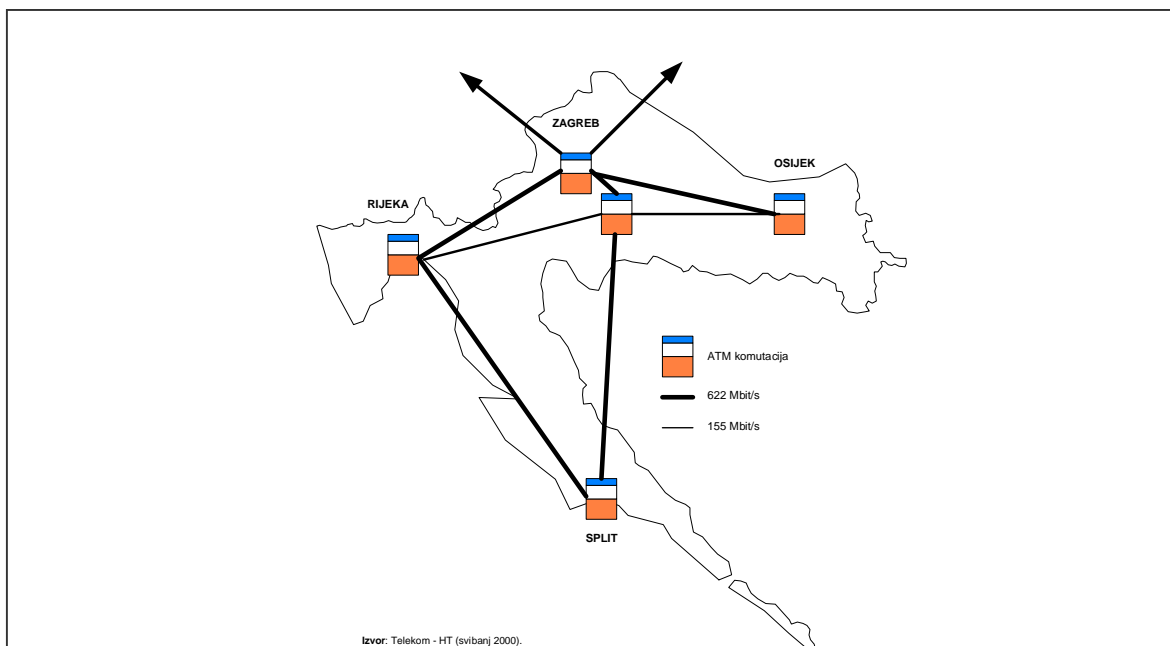 ZAGREB
OSIJEK
RIJEKA
ATM komutacija
622 Mbit/s
155 Mbit/s
SPLIT
Izvor: Telekom - HT (svibanj 2000).